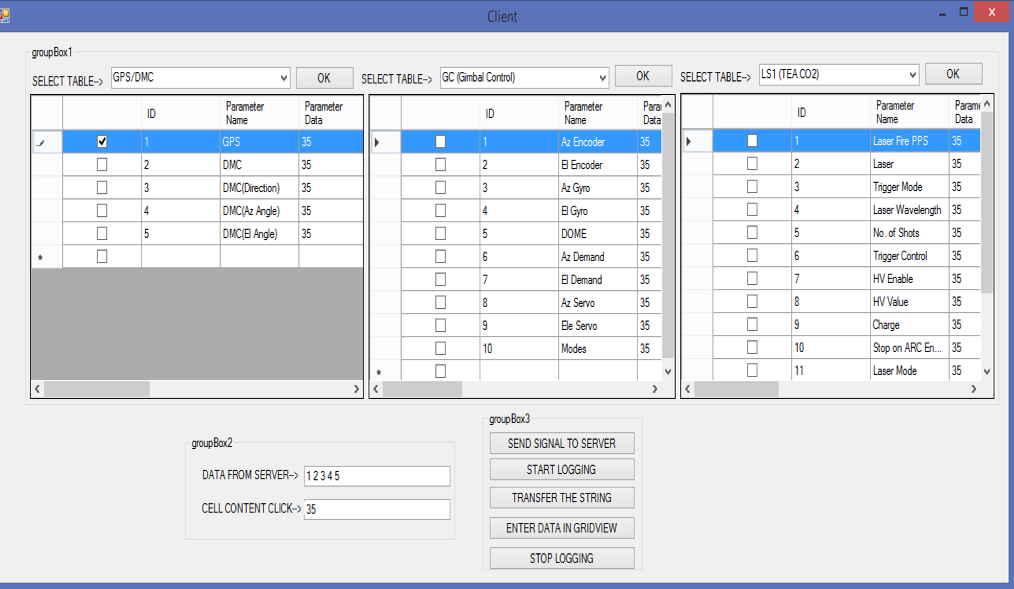 Client
groupBox1
SELECT TABLE--> GPS/DMC OK SELECT TABLE--> GC (Gimbal Control) OK SELECT TABLE--> LS1 (TEA CO2) OK
ID Parameter Name Parameter Data
1 GPS 35
2 DMC 35
3 DMC(Direction) 35
4 DMC(Az Angle) 35
5 DMC(El Angle) 35
ID Parameter Name Para Data
1 Az Encoder 35
2 El Encoder 35
3 Az Gyro 35
4 El Gyro 35
5 DOME 35
6 Az Demand 35
7 El Demand 35
8 Az Servo 35
9 Ele Servo 35
10 Modes 35
ID Parameter Name Parame Data
1 Laser Fire PPS 35
2 Laser 35
3 Trigger Mode 35
4 Laser Wavelength 35
5 No. of Shots 35
6 Trigger Control 35
7 HV Enable 35
8 HV Value 35
9 Charge 35
10 Stop on ARC En... 35
11 Laser Mode 35
groupBox2
DATA FROM SERVER--> 1 2 3 4 5
CELL CONTENT CLICK--> 35
groupBox3
SEND SIGNAL TO SERVER
START LOGGING
TRANSFER THE STRING
ENTER DATA IN GRIDVIEW
STOP LOGGING